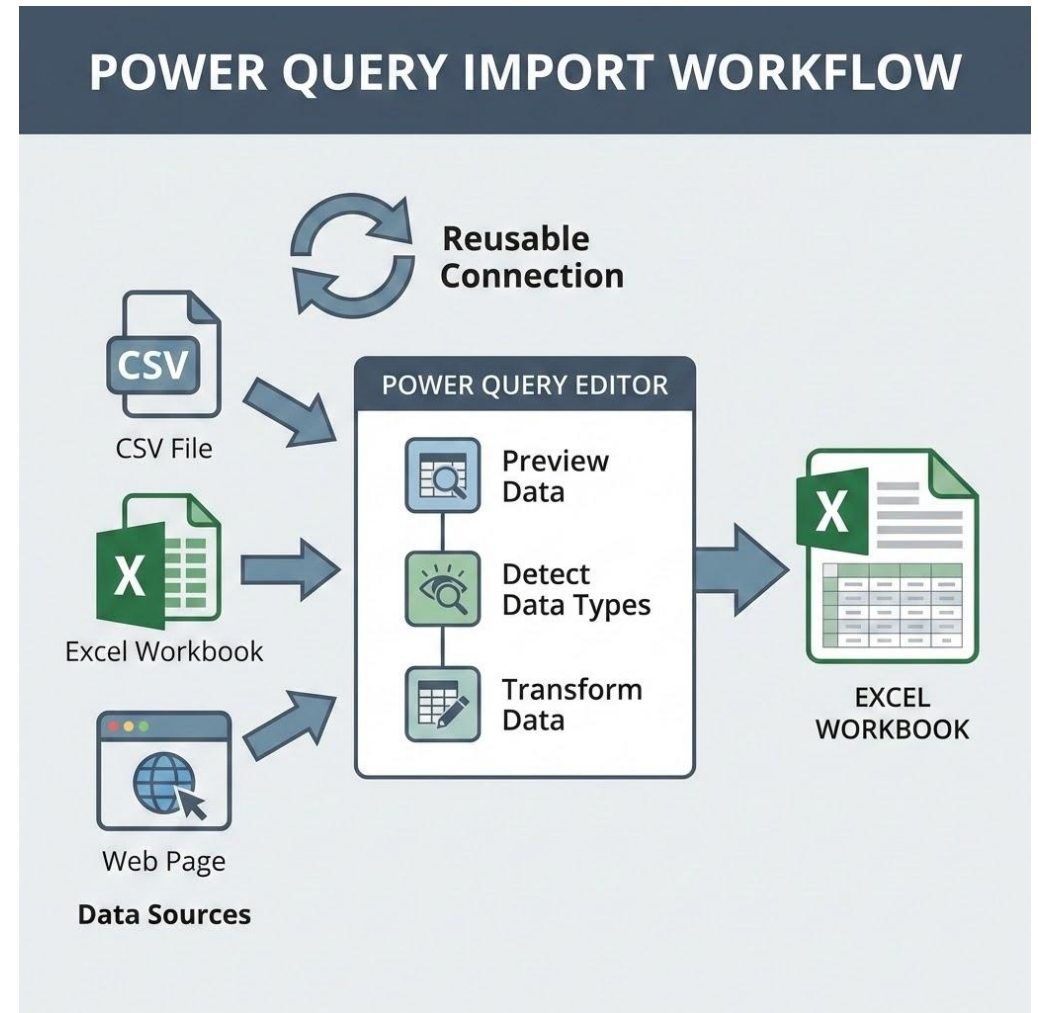 POWER QUERY IMPORT WORKFLOW
Reusable
Connection
CSV
CSV File
X
Excel Workbook
Web Page
Data Sources
POWER QUERY EDITOR
Preview
Data
Detect
Data Types
Transform
Data
X
EXCEL
WORKBOOK